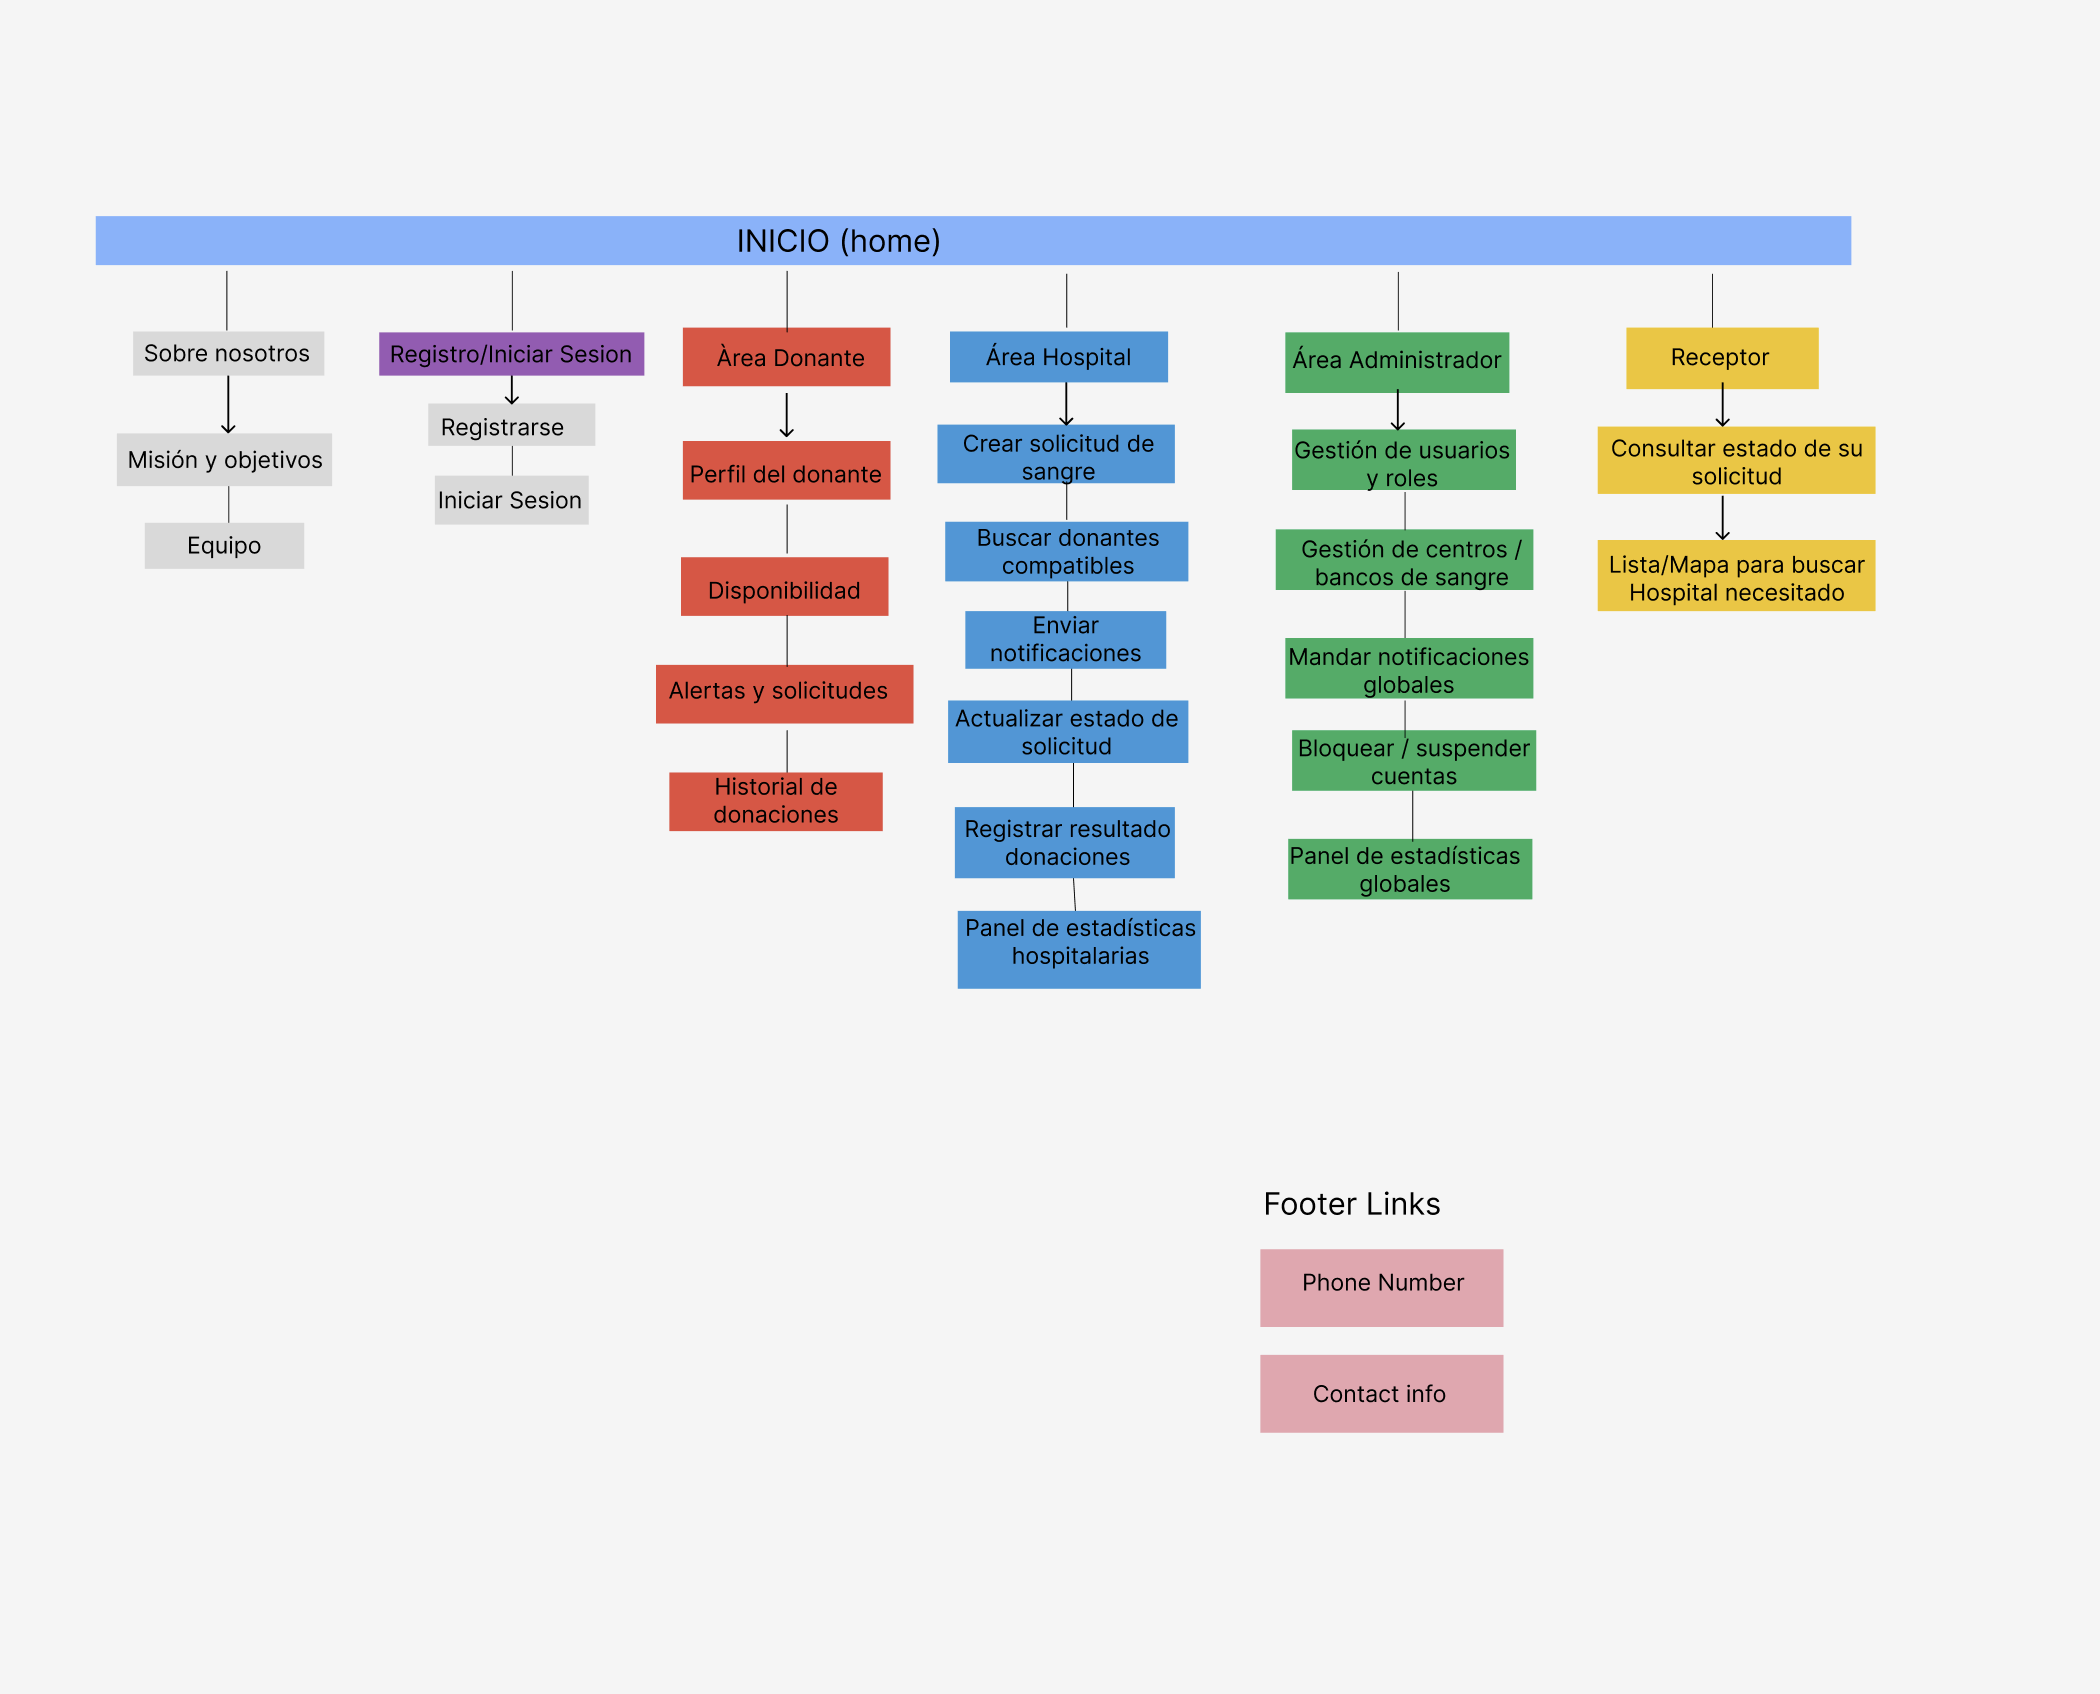 INICIO (home)
Sobre nosotros
Misión y objetivos
Equipo
Registro/Iniciar Sesion
Registrarse
Iniciar Sesion
Àrea Donante
Perfil del donante
Disponibilidad
Alertas y solicitudes
Historial de
donaciones
Área Hospital
Crear solicitud de
sangre
Buscar donantes
compatibles
Enviar
notificaciones
Actualizar estado de
solicitud
Registrar resultado
donaciones
Panel de estadísticas
hospitalarias
Área Administrador
Gestión de usuarios
y roles
Gestión de centros /
bancos de sangre
Mandar notificaciones
globales
Bloquear / suspender
cuentas
Panel de estadísticas
globales
Receptor
Consultar estado de su
solicitud
Lista/Mapa para buscar
Hospital necesitado
Footer Links
Phone Number
Contact info